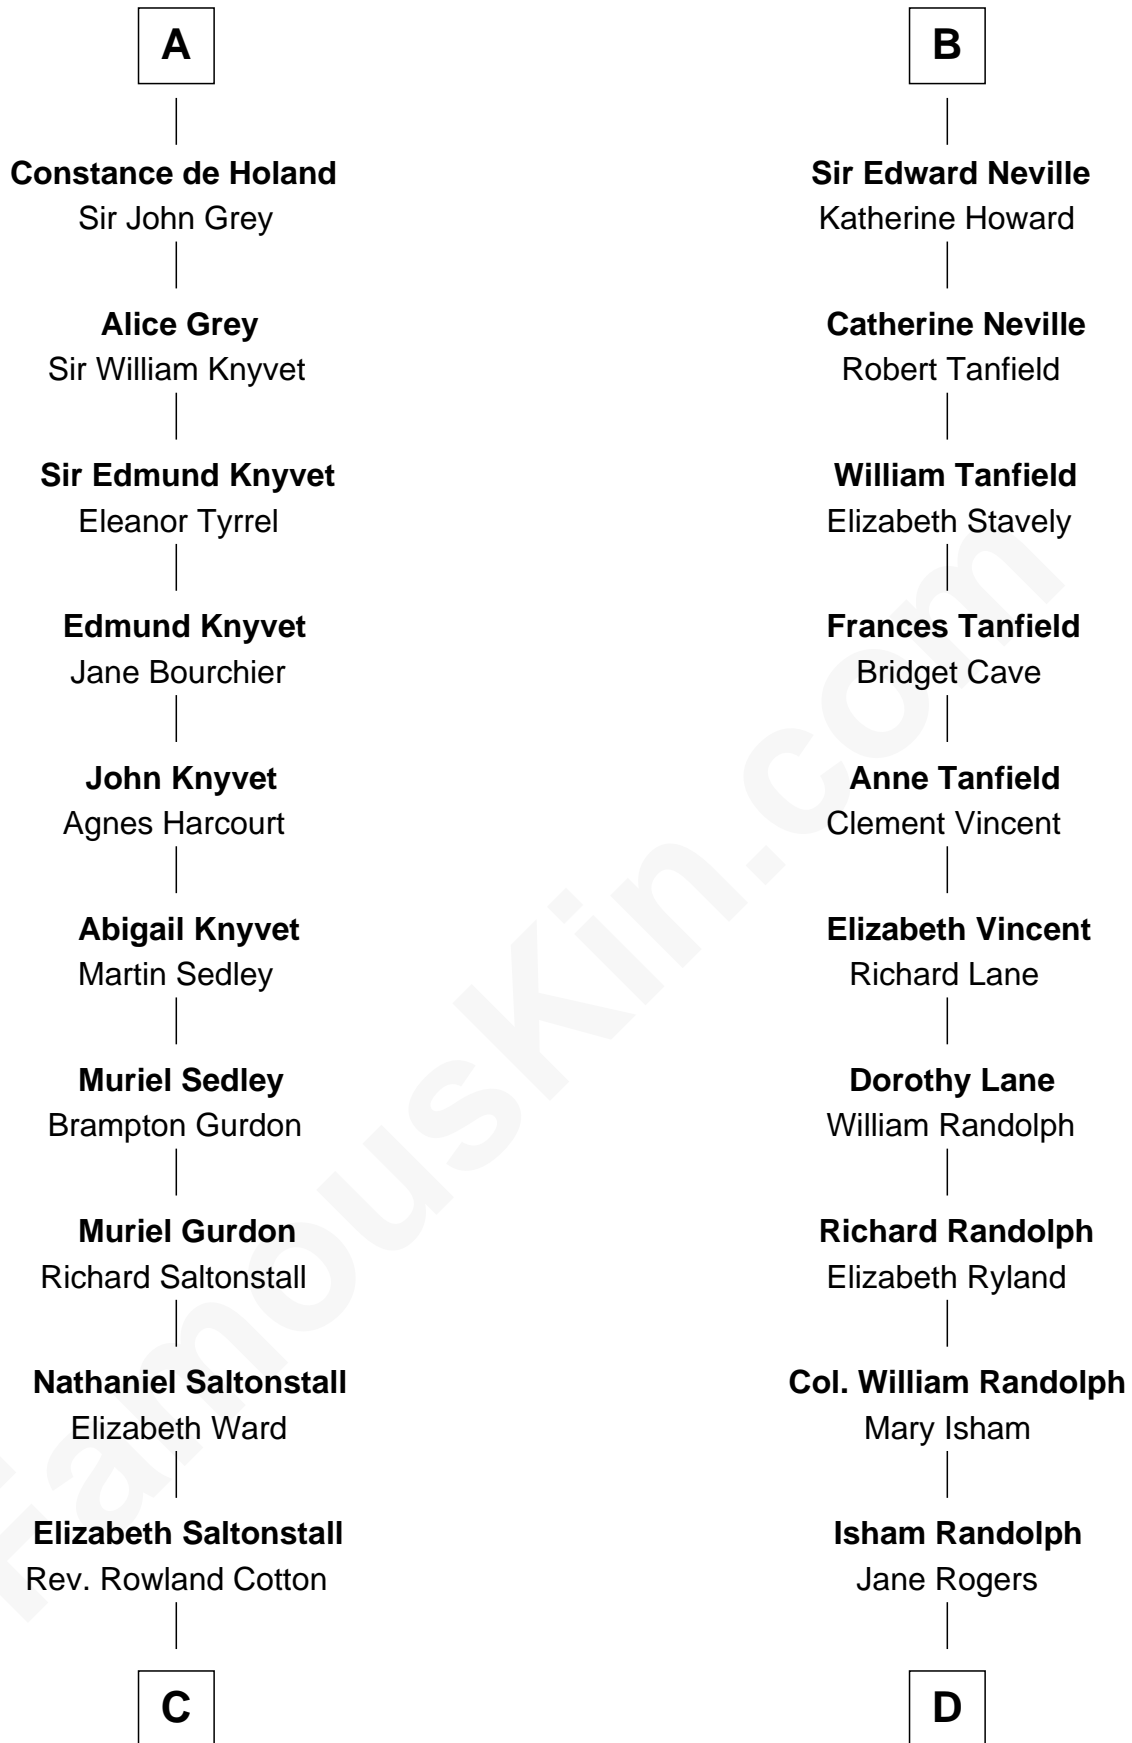 A
Constance de Holand
Sir John Grey
Alice Grey
Sir William Knyvet
Sir Edmund Knyvet
Eleanor Tyrrel
Edmund Knyvet
Jane Bourchier
John Knyvet
Agnes Harcourt
Abigail Knyvet
Martin Sedley
Muriel Sedley
Brampton Gurdon
Muriel Gurdon
Richard Saltonstall
Nathaniel Saltonstall
Elizabeth Ward
Elizabeth Saltonstall
Rev. Rowland Cotton
C
B
Sir Edward Neville
Katherine Howard
Catherine Neville
Robert Tanfield
William Tanfield
Elizabeth Stavely
Frances Tanfield
Bridget Cave
Anne Tanfield
Clement Vincent
Elizabeth Vincent
Richard Lane
Dorothy Lane
William Randolph
Richard Randolph
Elizabeth Ryland
Col. William Randolph
Mary Isham
Isham Randolph
Jane Rogers
D
FamousKin.com